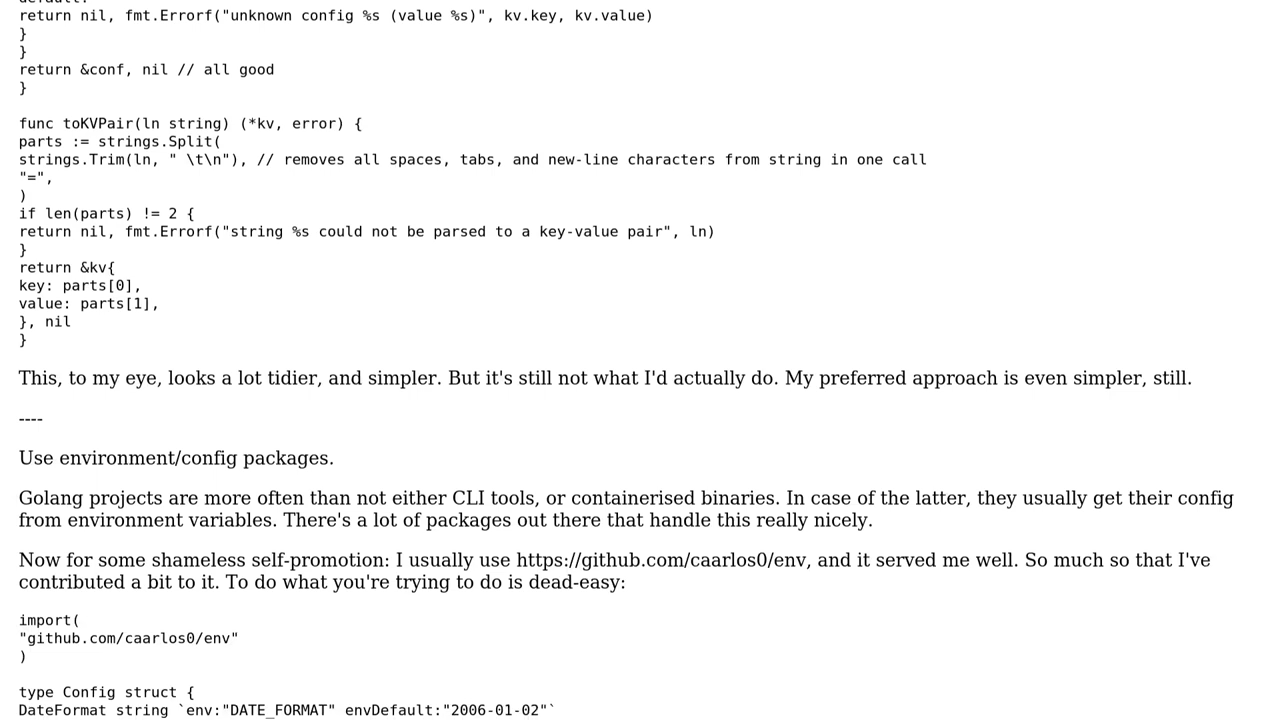 default:
return nil, fmt.Errorf("unknown config %s (value %s)", kv.key, kv.value)
}
}
return &conf, nil // all good
}
func toKVPair(ln string) (*kv, error) {
parts := strings.Split(
strings.Trim(ln, " \t\n"), // removes all spaces, tabs, and new-line characters from string in one call
"=",
)
if len(parts) != 2 {
return nil, fmt.Errorf("string %s could not be parsed to a key-value pair", ln)
}
return &kv{
key: parts[0],
value: parts[1],
}, nil
}
This, to my eye, looks a lot tidier, and simpler. But it's still not what I'd actually do. My preferred approach is even simpler, still.
----
Use environment/config packages.
Golang projects are more often than not either CLI tools, or containerised binaries. In case of the latter, they usually get their config
from environment variables. There's a lot of packages out there that handle this really nicely.
Now for some shameless self-promotion: I usually use https://github.com/caarlos0/env, and it served me well. So much so that I've
contributed a bit to it. To do what you're trying to do is dead-easy:
import(
"github.com/caarlos0/env"
)
type Config struct {
DateFormat string `env:"DATE_FORMAT" envDefault:"2006-01-02"`